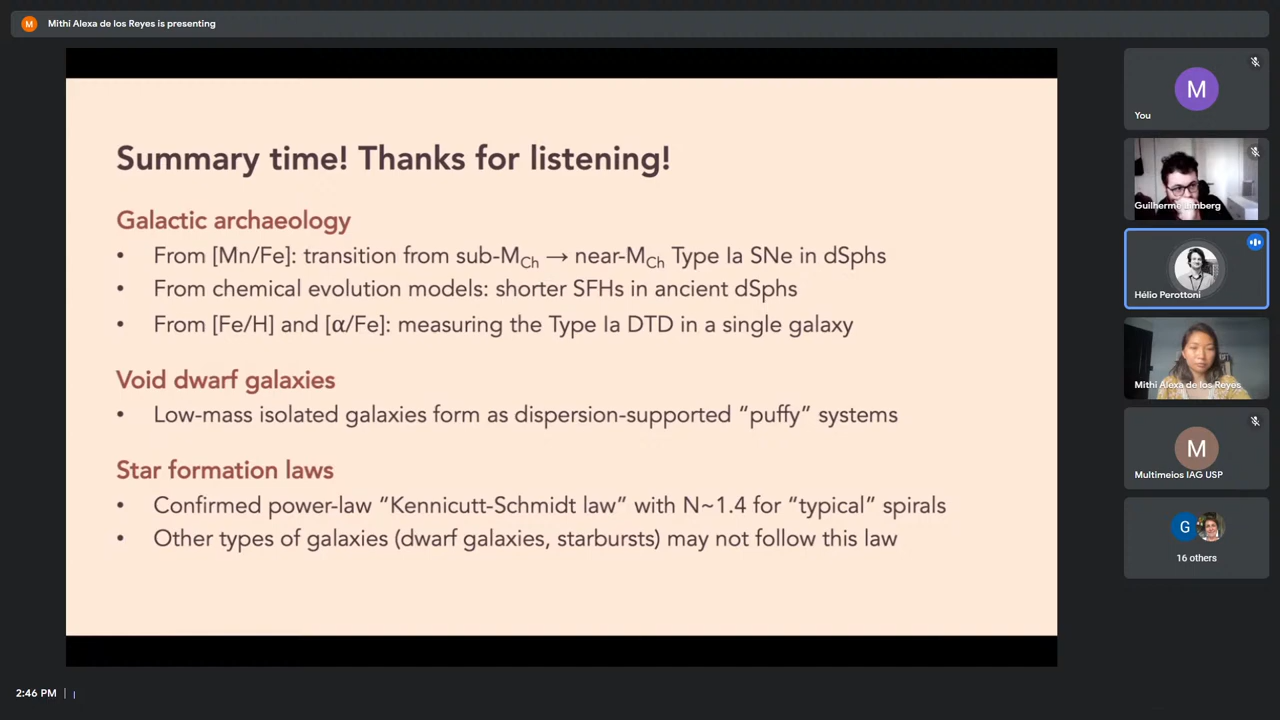 M
Mithi Alexa de los Reyes is presenting
Summary time! Thanks for listening!
Galactic archaeology
• From [Mn/Fe]: transition from sub-M_Ch → near-M_Ch Type Ia SNe in dSphs
• From chemical evolution models: shorter SFHs in ancient dSphs
• From [Fe/H] and [α/Fe]: measuring the Type Ia DTD in a single galaxy
Void dwarf galaxies
• Low-mass isolated galaxies form as dispersion-supported “puffy” systems
Star formation laws
• Confirmed power-law “Kennicutt-Schmidt law” with N~1.4 for “typical” spirals
• Other types of galaxies (dwarf galaxies, starbursts) may not follow this law
M
You
Guilherme Limberg
Hélio Perottoni
Mithi Alexa de los Reyes
M
Multimeios IAG USP
G
16 others
2:46 PM